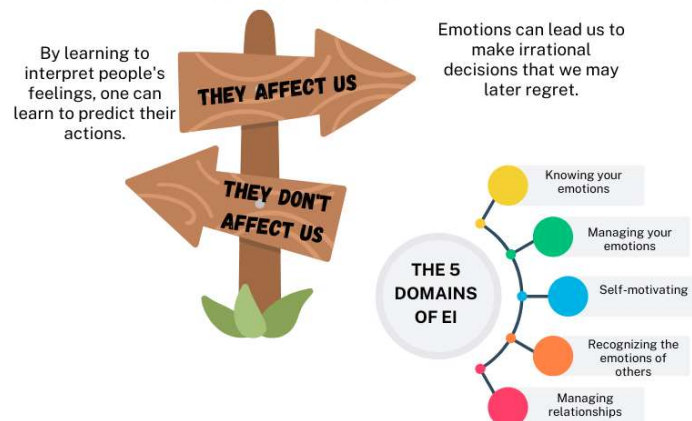 By learning to
interpret people's
feelings, one can
learn to predict their
actions.
THEY AFFECT US
Emotions can lead us to
make irrational
decisions that we may
later regret.
THEY DON'T
AFFECT US
THE 5
DOMAINS
OF EI
Knowing your
emotions
Managing your
emotions
Self-motivating
Recognizing the
emotions of
others
Managing
relationships